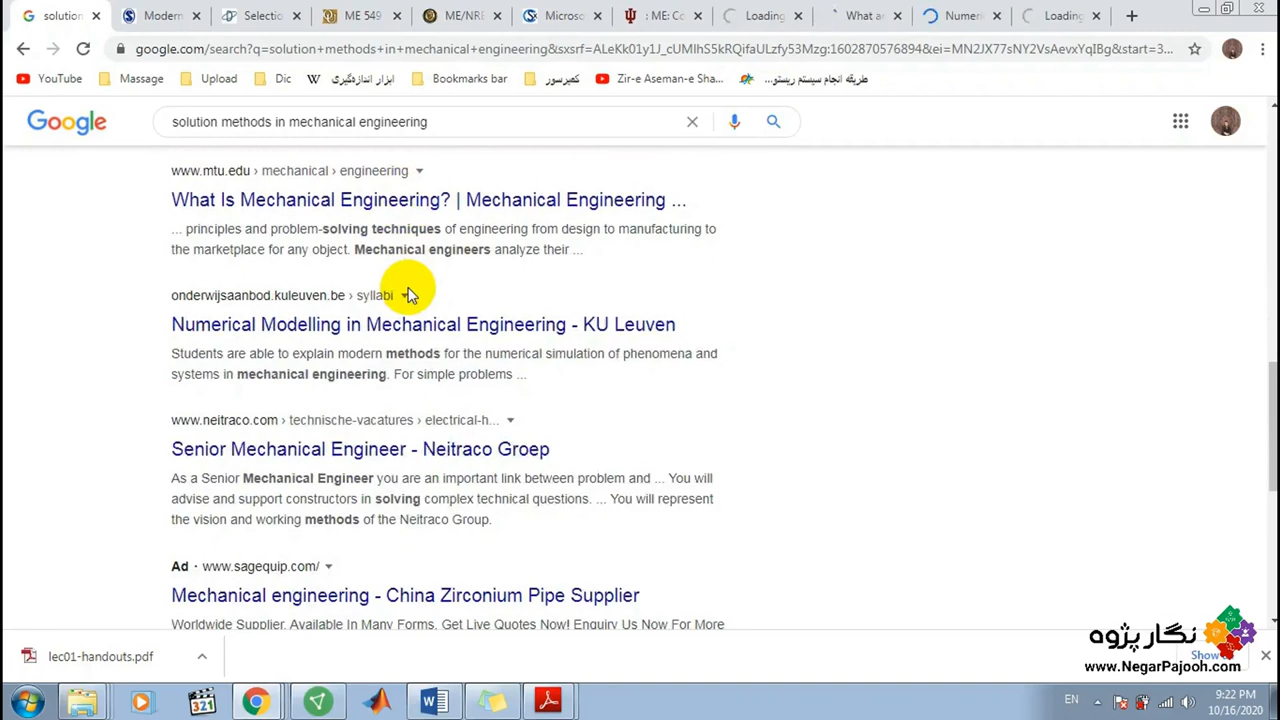 solution
Modern
Selectio
ME 549
ME/NRE
Microso
: ME: Co
Loading
What ar
Numeri
Loading
google.com/search?q=solution+methods+in+mechanical+engineering&sxsrf=ALeKk01y1J_cUMIhS5kRQifaULzfy53Mzg:1602870576894&ei=MN2JX77sNY2VsAevxYqIBg&start=3...
YouTube
Massage
Upload
Dic
ابزار اندازه‌گیری
Bookmarks bar
کمپرسور
Zir-e Aseman-e Sha...
طریقه انجام سیستم ریستو...
Google
solution methods in mechanical engineering
www.mtu.edu › mechanical › engineering
What Is Mechanical Engineering? | Mechanical Engineering ...
... principles and problem-solving techniques of engineering from design to manufacturing to
the marketplace for any object. Mechanical engineers analyze their ...
onderwijsaanbod.kuleuven.be › syllabi
Numerical Modelling in Mechanical Engineering - KU Leuven
Students are able to explain modern methods for the numerical simulation of phenomena and
systems in mechanical engineering. For simple problems ...
www.neitraco.com › technische-vacatures › electrical-h...
Senior Mechanical Engineer - Neitraco Groep
As a Senior Mechanical Engineer you are an important link between problem and ... You will
advise and support constructors in solving complex technical questions. ... You will represent
the vision and working methods of the Neitraco Group.
Ad · www.sagequip.com/
Mechanical engineering - China Zirconium Pipe Supplier
Worldwide Supplier. Available In Many Forms. Get Live Quotes Now! Enquiry Us Now For More
lec01-handouts.pdf
Show
نگار پژوه
www.NegarPajooh.com
321
EN
9:22 PM
10/16/2020